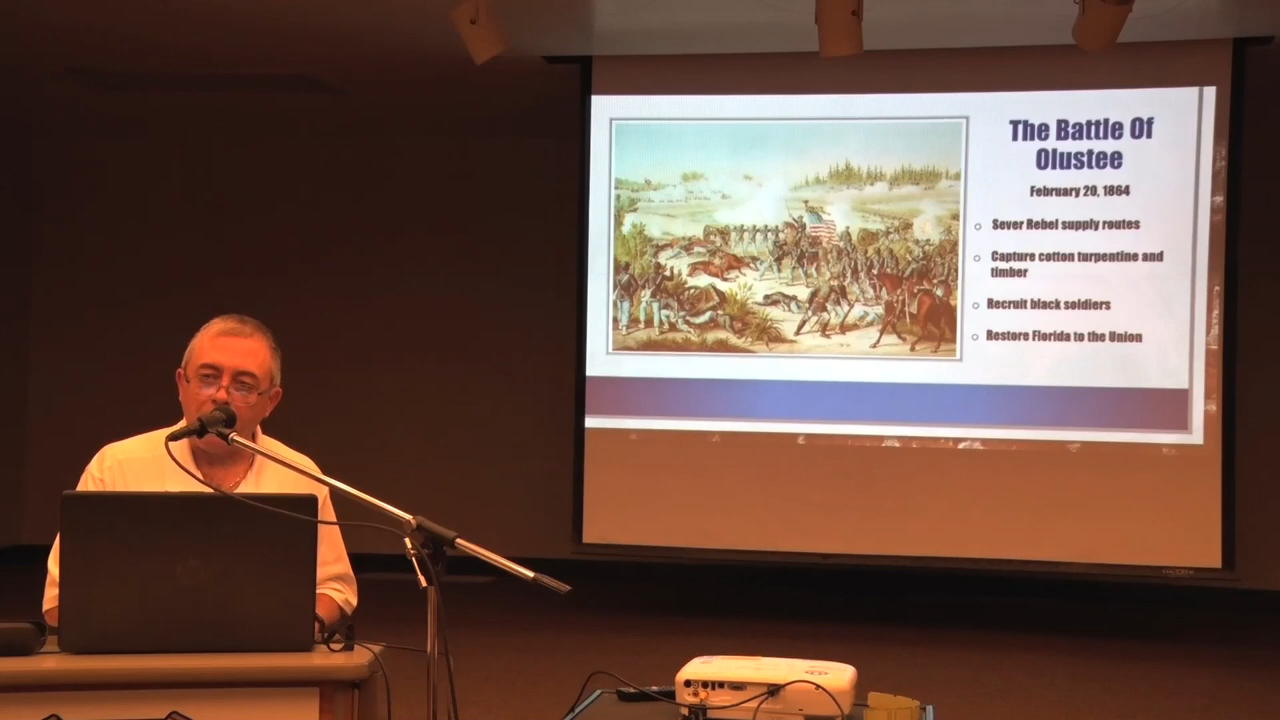 The Battle Of
Olustee
February 20, 1864
Sever Rebel supply routes
Capture cotton turpentine and
timber
Recruit black soldiers
Restore Florida to the Union